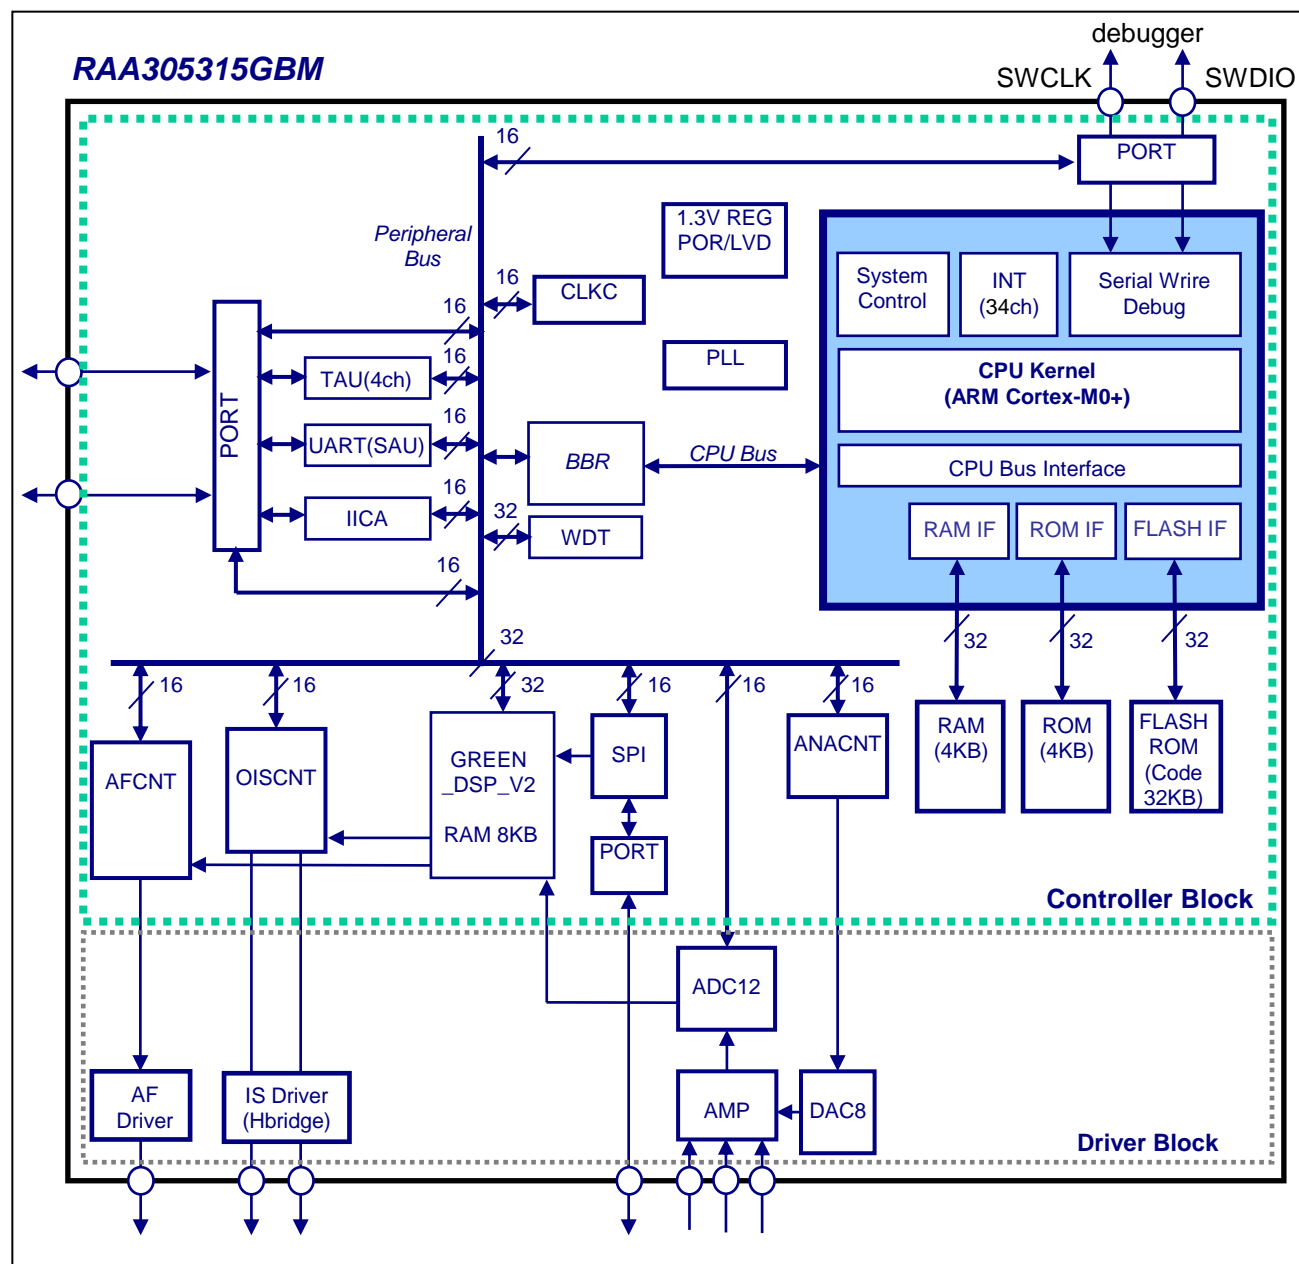 debugger
RAA305315GBM
SWCLK
SWDIO
16
PORT
1.3V REG
POR/LVD
Peripheral
Bus
System
Control
INT
(34ch)
Serial Wrire
Debug
16
CLKC
16
PLL
CPU Kernel
(ARM Cortex-M0+)
16
TAU(4ch)
PORT
16
UART(SAU)
BBR
CPU Bus
CPU Bus Interface
16
IICA
32
WDT
RAM IF
ROM IF
FLASH IF
16
32
32
32
32
16
16
32
16
16
16
AFCNT
OISCNT
GREEN
_DSP_V2
RAM 8KB
SPI
ANACNT
RAM
(4KB)
ROM
(4KB)
FLASH
ROM
(Code
32KB)
PORT
Controller Block
ADC12
AF
Driver
IS Driver
(Hbridge)
AMP
DAC8
Driver Block